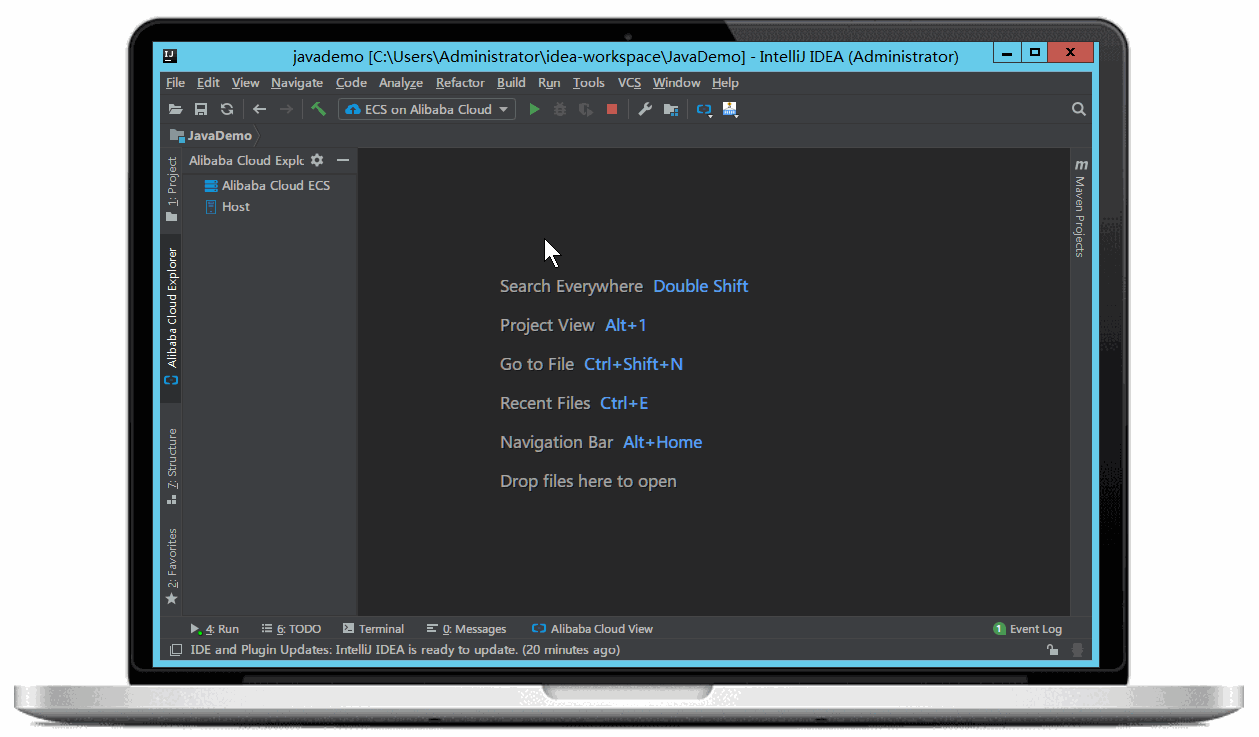 IJ
javademo [C:\Users\Administrator\idea-workspace\JavaDemo] - IntelliJ IDEA (Administrator)
File Edit View Navigate Code Analyze Refactor Build Run Tools VCS Window Help
ECS on Alibaba Cloud
JavaDemo
1: Project
Alibaba Cloud Explorer
7: Structure
2: Favorites
Alibaba Cloud Explc
Alibaba Cloud ECS
Host
Search Everywhere Double Shift
Project View Alt+1
Go to File Ctrl+Shift+N
Recent Files Ctrl+E
Navigation Bar Alt+Home
Drop files here to open
m Maven Projects
4: Run 6: TODO Terminal 0: Messages Alibaba Cloud View 1 Event Log
IDE and Plugin Updates: IntelliJ IDEA is ready to update. (20 minutes ago)